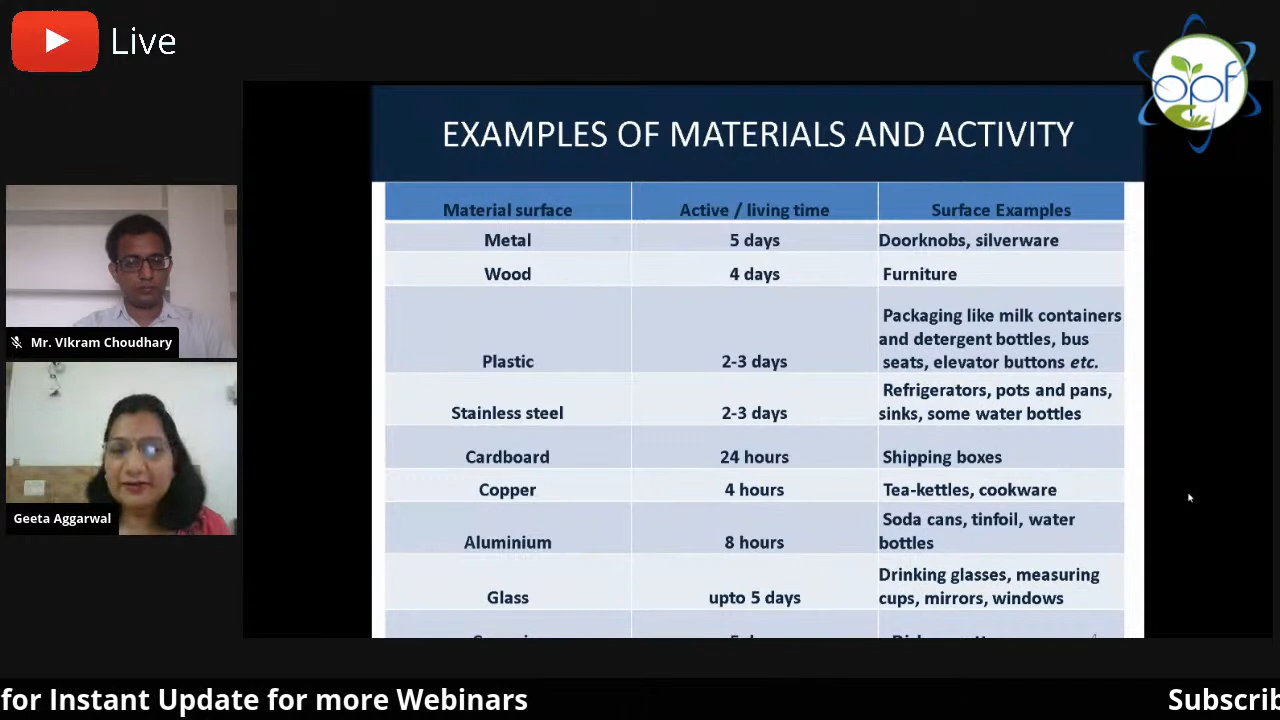 Live
opf
EXAMPLES OF MATERIALS AND ACTIVITY
Material surface Active / living time Surface Examples
Metal 5 days Doorknobs, silverware
Wood 4 days Furniture
Packaging like milk containers
and detergent bottles, bus
Plastic 2-3 days seats, elevator buttons etc.
Refrigerators, pots and pans,
Stainless steel 2-3 days sinks, some water bottles
Cardboard 24 hours Shipping boxes
Copper 4 hours Tea-kettles, cookware
Soda cans, tinfoil, water
Aluminium 8 hours bottles
Drinking glasses, measuring
Glass upto 5 days cups, mirrors, windows
Mr. VIkram Choudhary
Geeta Aggarwal
for Instant Update for more Webinars
Subscrib